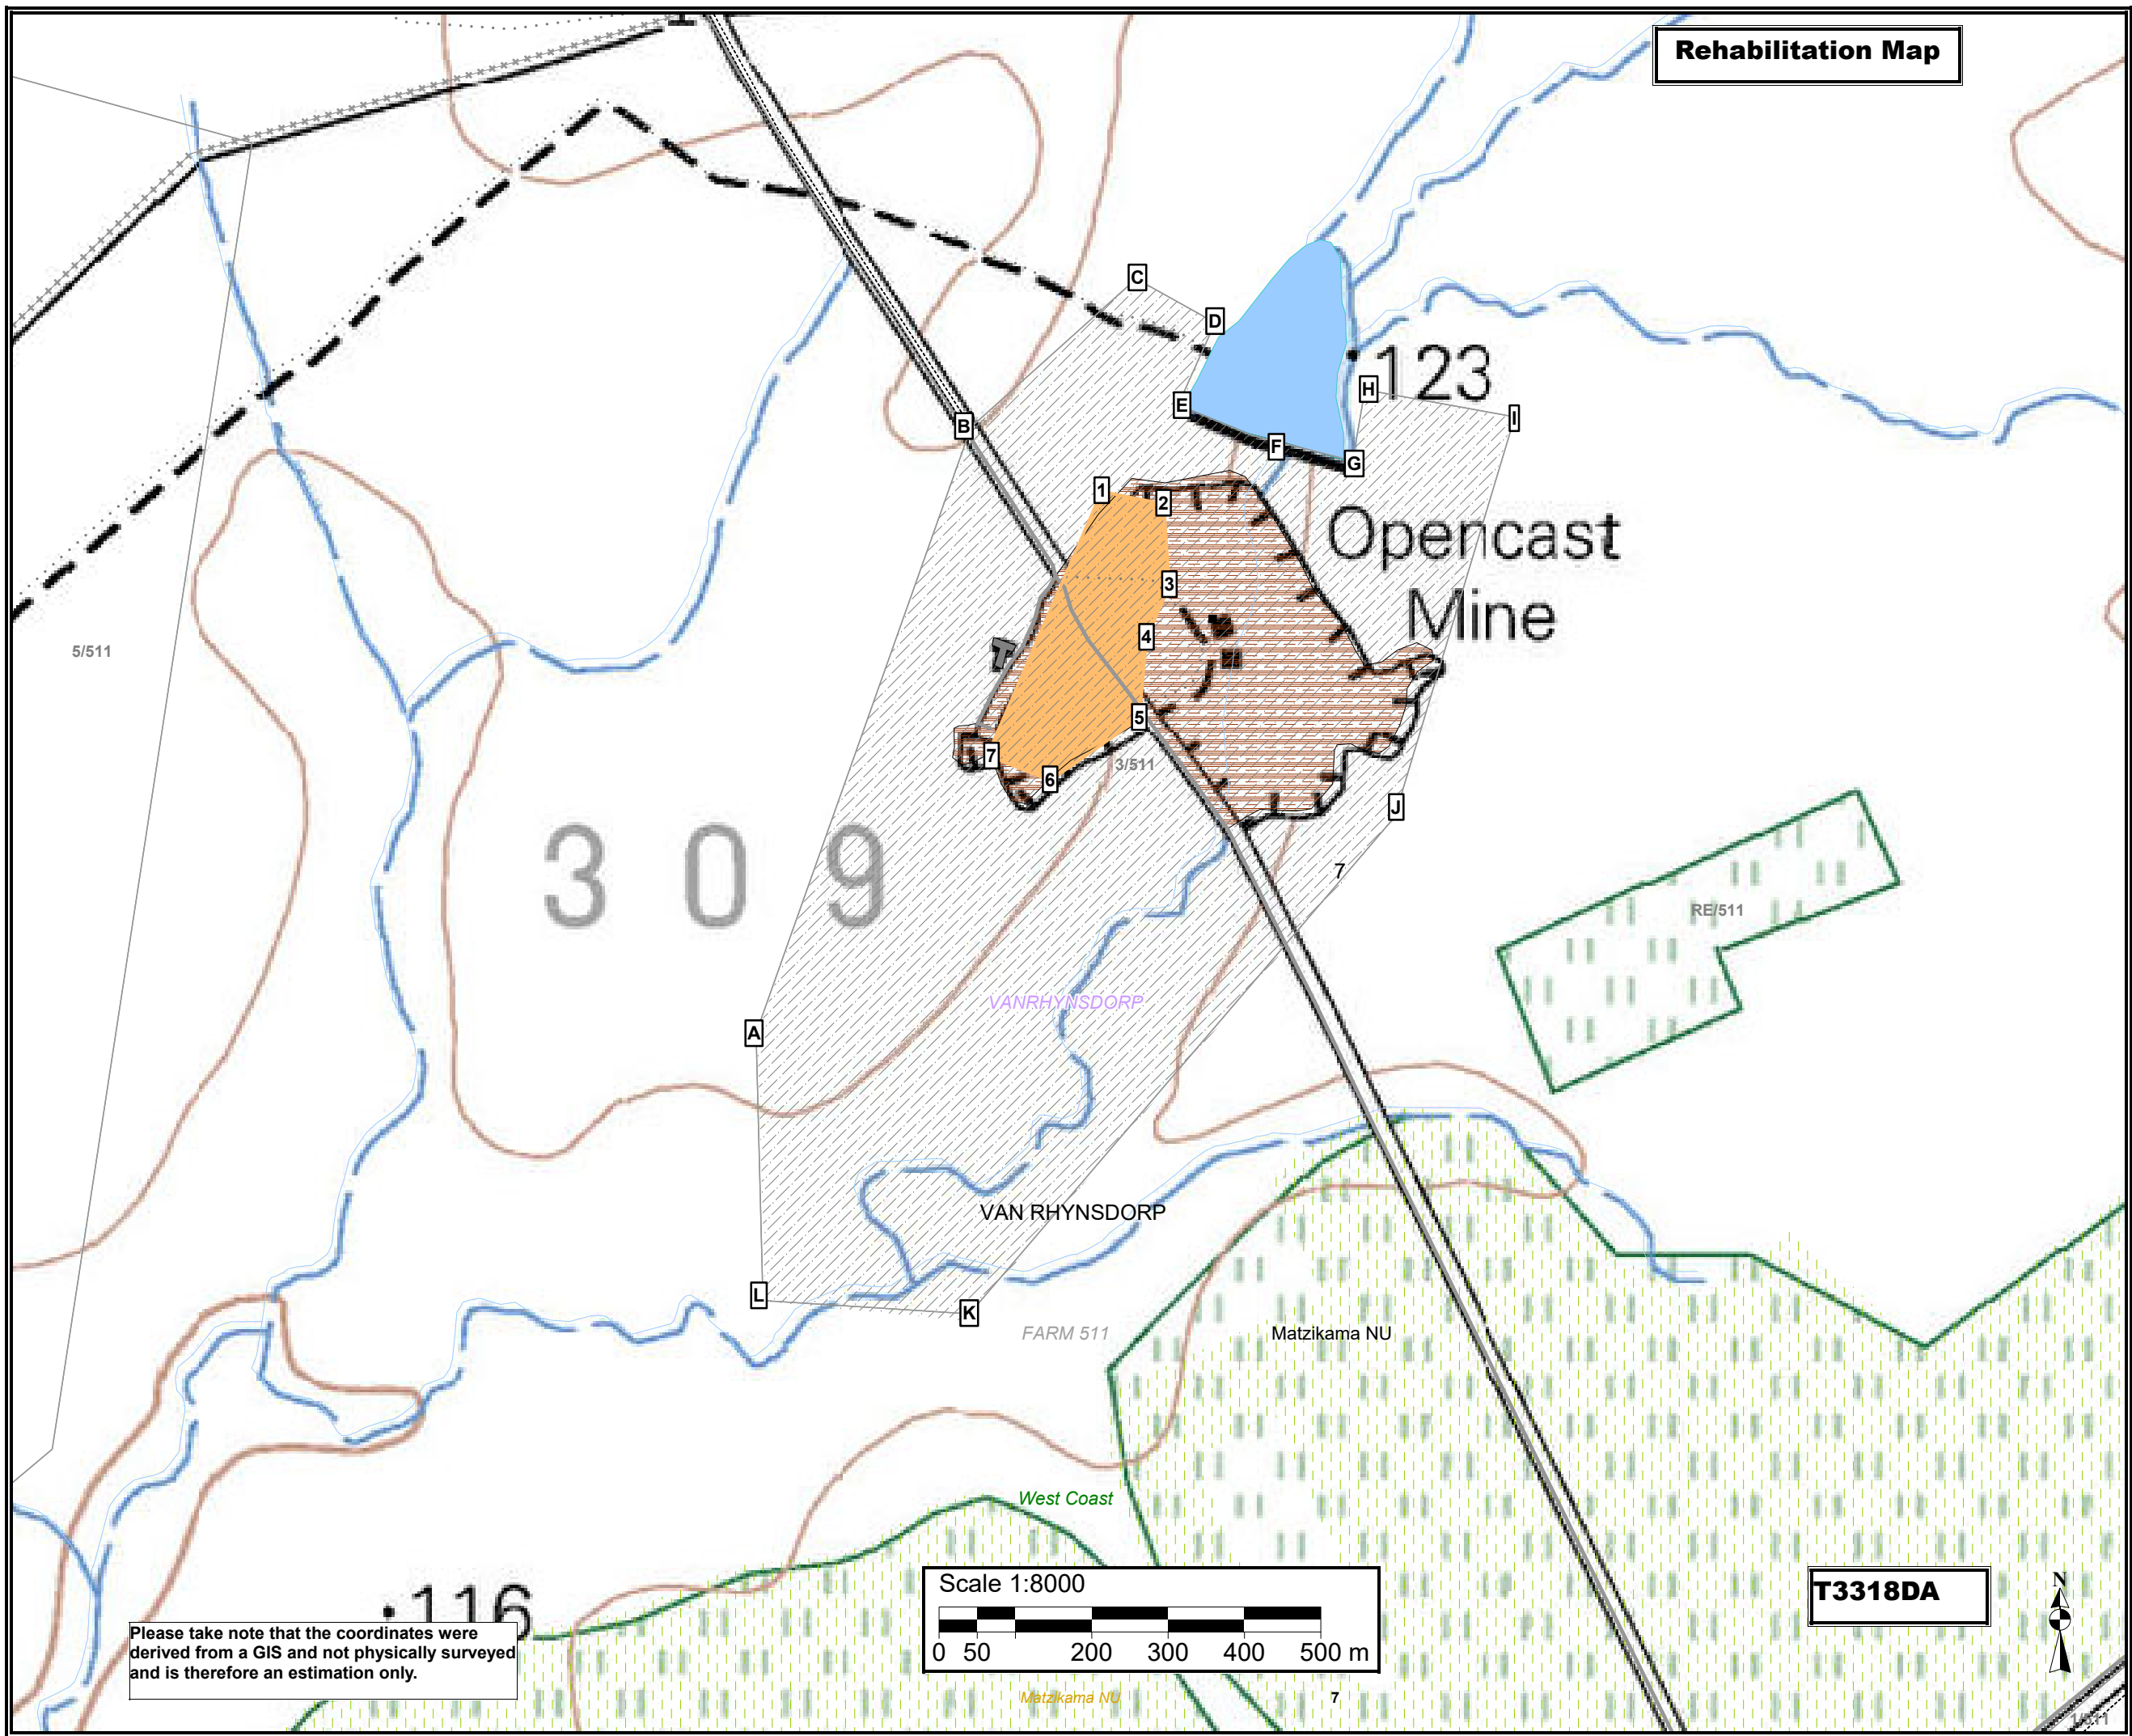 Rehabilitation Map
C
D
123
H
E
I
B
F
G
1
2
Opencast
3
Mine
4
5/511
T
5
7
3/511
6
J
309
7
RE/511
VANRHYNSDORP
A
VAN RHYNSDORP
L
K
FARM 511
Matzikama NU
West Coast
Scale 1:8000
0 50 200 300 400 500 m
T3318DA
N
116
Please take note that the coordinates were
derived from a GIS and not physically surveyed
and is therefore an estimation only.
Matzikama NU
7
1/511